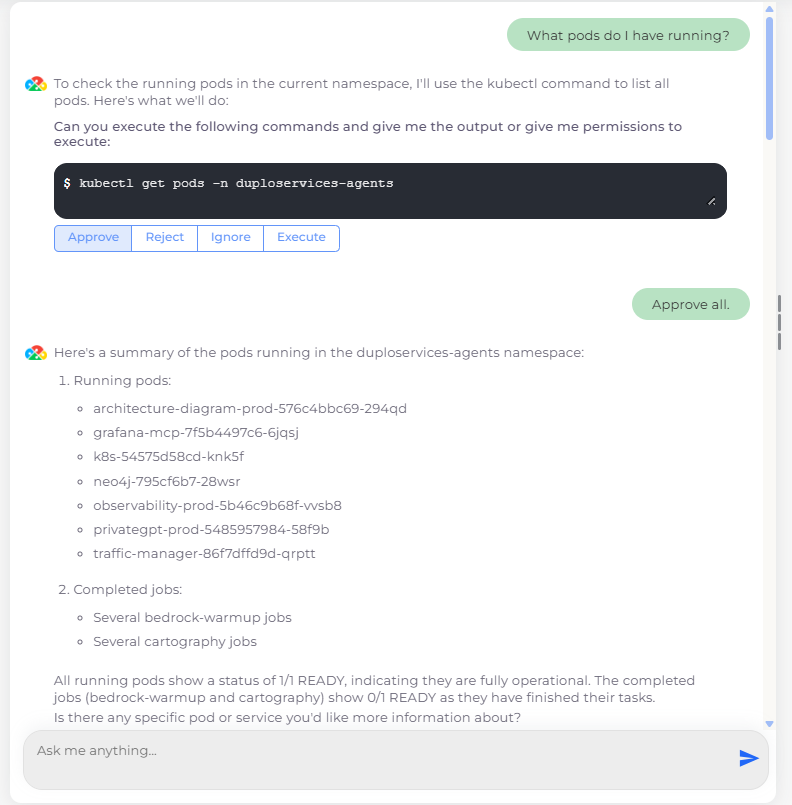 What pods do I have running?
To check the running pods in the current namespace, I'll use the kubectl command to list all
pods. Here's what we'll do:
Can you execute the following commands and give me the output or give me permissions to
execute:
$ kubectl get pods -n duploservices-agents
Approve Reject Ignore Execute
Approve all.
Here's a summary of the pods running in the duploservices-agents namespace:
1. Running pods:
architecture-diagram-prod-576c4bbc69-294qd
grafana-mcp-7f5b4497c6-6jqsj
k8s-54575d58cd-knk5f
neo4j-795cf6b7-28wsr
observability-prod-5b46c9b68f-vvsb8
privategpt-prod-5485957984-58f9b
traffic-manager-86f7dffd9d-qrptt
2. Completed jobs:
Several bedrock-warmup jobs
Several cartography jobs
All running pods show a status of 1/1 READY, indicating they are fully operational. The completed
jobs (bedrock-warmup and cartography) show 0/1 READY as they have finished their tasks.
Is there any specific pod or service you'd like more information about?
Ask me anything...